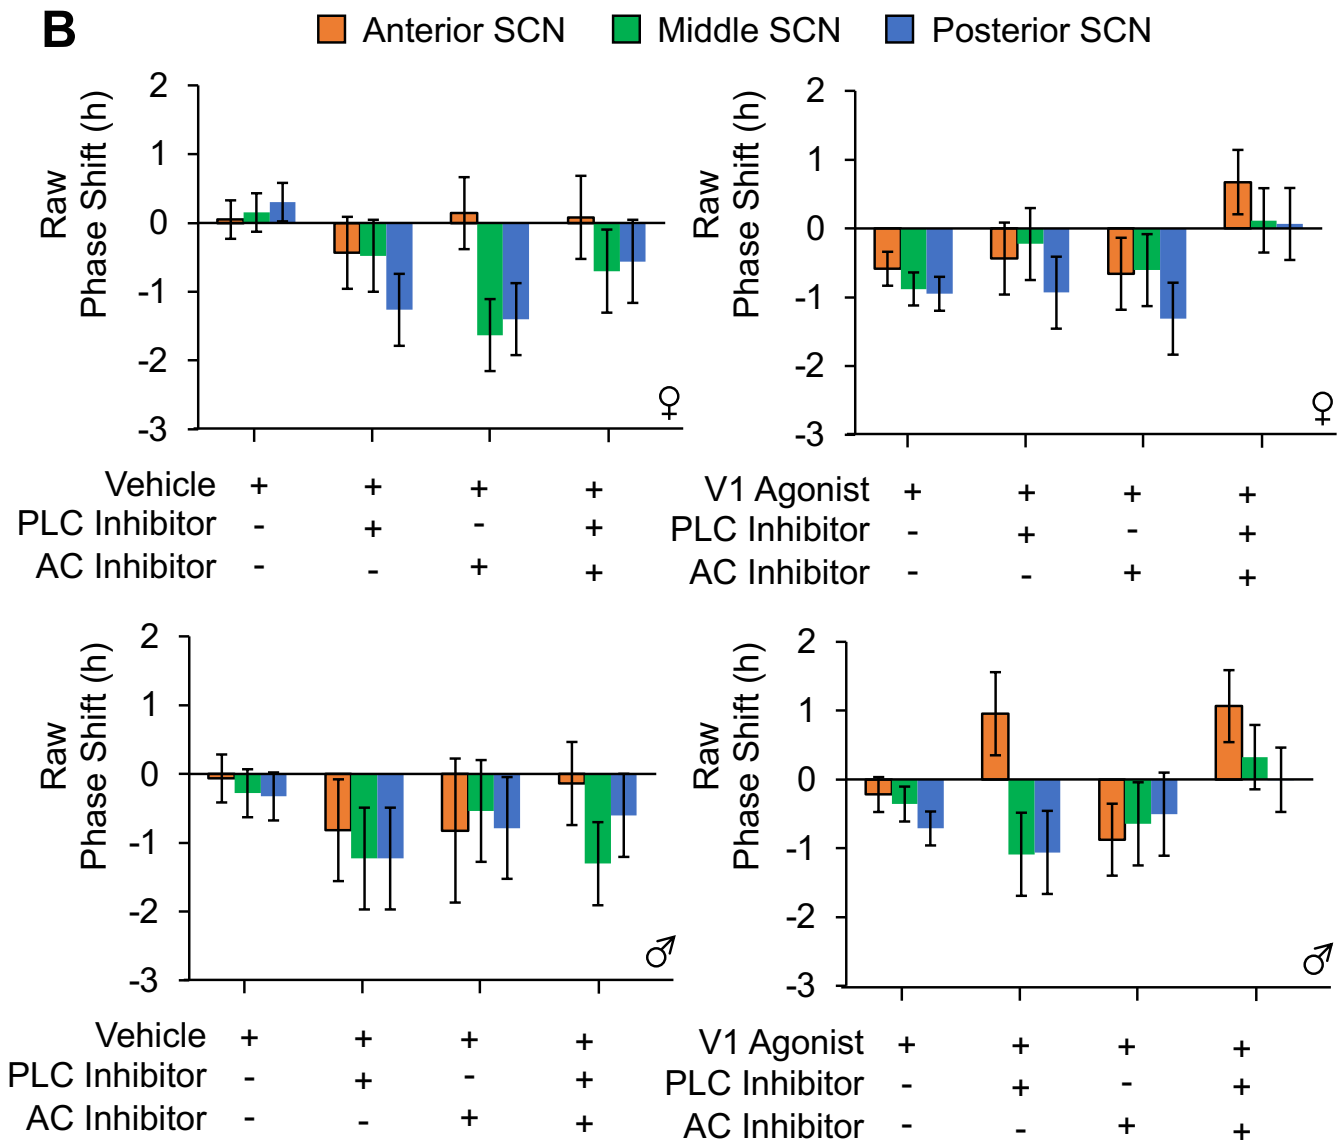 B
Anterior SCN Middle SCN Posterior SCN
Raw
Phase Shift (h)
2
1
0
-1
-2
-3
♀
Vehicle + + + +
PLC Inhibitor - + - +
AC Inhibitor - - + +
Raw
Phase Shift (h)
2
1
0
-1
-2
-3
♀
V1 Agonist + + + +
PLC Inhibitor - + - +
AC Inhibitor - - + +
Raw
Phase Shift (h)
2
1
0
-1
-2
-3
♂
Vehicle + + + +
PLC Inhibitor - + - +
AC Inhibitor - - + +
Raw
Phase Shift (h)
2
1
0
-1
-2
-3
♂
V1 Agonist + + + +
PLC Inhibitor - + - +
AC Inhibitor - - + +